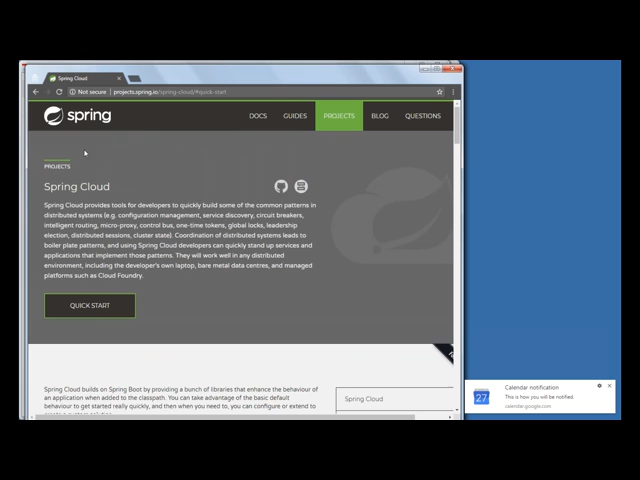 Spring Cloud
Not secure | projects.spring.io/spring-cloud/#quick-start
spring
DOCS GUIDES PROJECTS BLOG QUESTIONS
PROJECTS
Spring Cloud
Spring Cloud provides tools for developers to quickly build some of the common patterns in
distributed systems (e.g. configuration management, service discovery, circuit breakers,
intelligent routing, micro-proxy, control bus, one-time tokens, global locks, leadership
election, distributed sessions, cluster state). Coordination of distributed systems leads to
boiler plate patterns, and using Spring Cloud developers can quickly stand up services and
applications that implement those patterns. They will work well in any distributed
environment, including the developer's own laptop, bare metal data centres, and managed
platforms such as Cloud Foundry.
QUICK START
Spring Cloud builds on Spring Boot by providing a bunch of libraries that enhance the behaviour of
an application when added to the classpath. You can take advantage of the basic default
behaviour to get started really quickly, and then when you need to, you can configure or extend to
Spring Cloud
27
Calendar notification
This is how you will be notified.
calendar.google.com